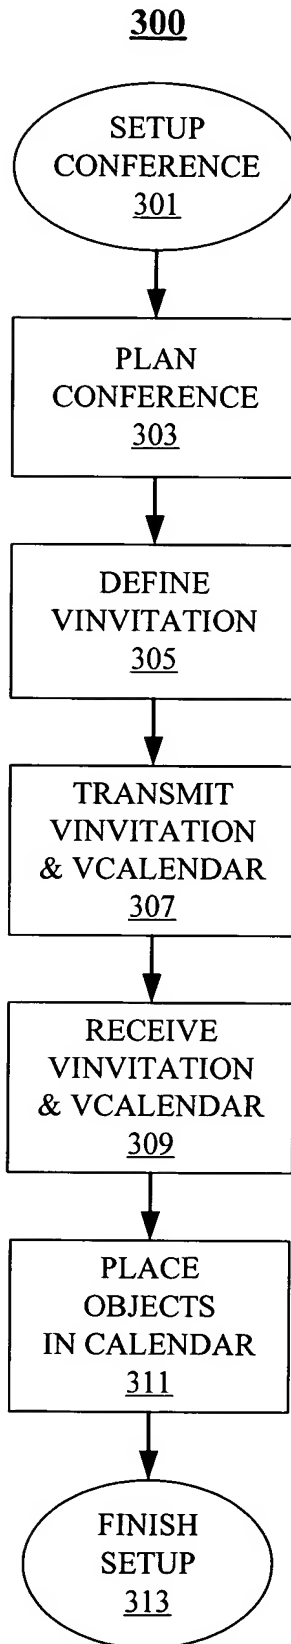 300
SETUP
CONFERENCE
301
PLAN
CONFERENCE
303
DEFINE
VINVITATION
305
TRANSMIT
VINVITATION
& VCALENDAR
307
RECEIVE
VINVITATION
& VCALENDAR
309
PLACE
OBJECTS
IN CALENDAR
311
FINISH
SETUP
313